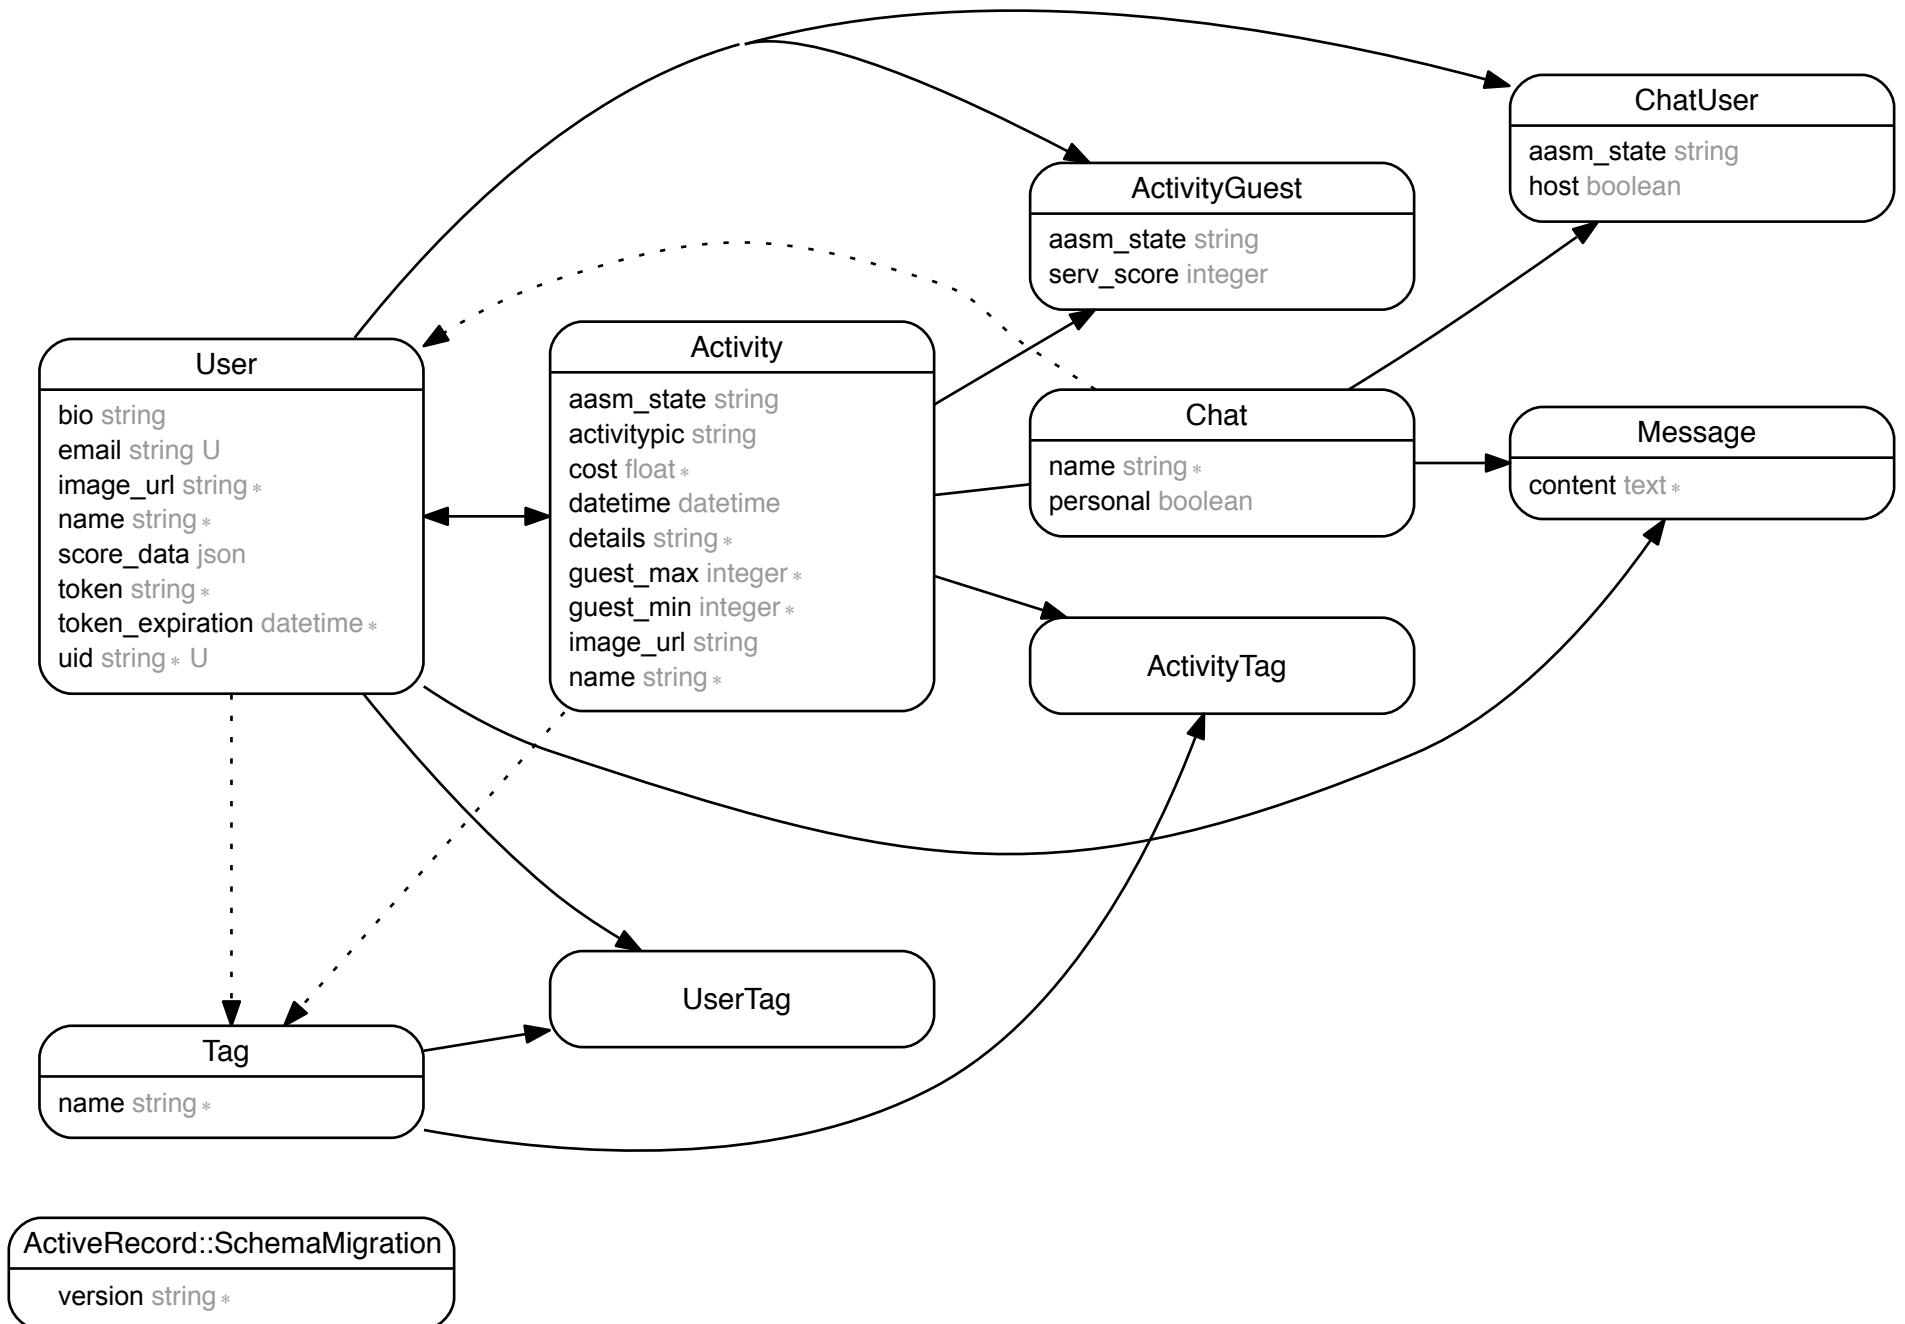 ChatUser
aasm_state string
host boolean
ActivityGuest
aasm_state string
serv_score integer
User
bio string
email string U
image_url string *
name string *
score_data json
token string *
token_expiration datetime *
uid string * U
Activity
aasm_state string
activitypic string
cost float *
datetime datetime
details string *
guest_max integer *
guest_min integer *
image_url string
name string *
Chat
name string *
personal boolean
Message
content text *
ActivityTag
UserTag
Tag
name string *
ActiveRecord::SchemaMigration
version string *